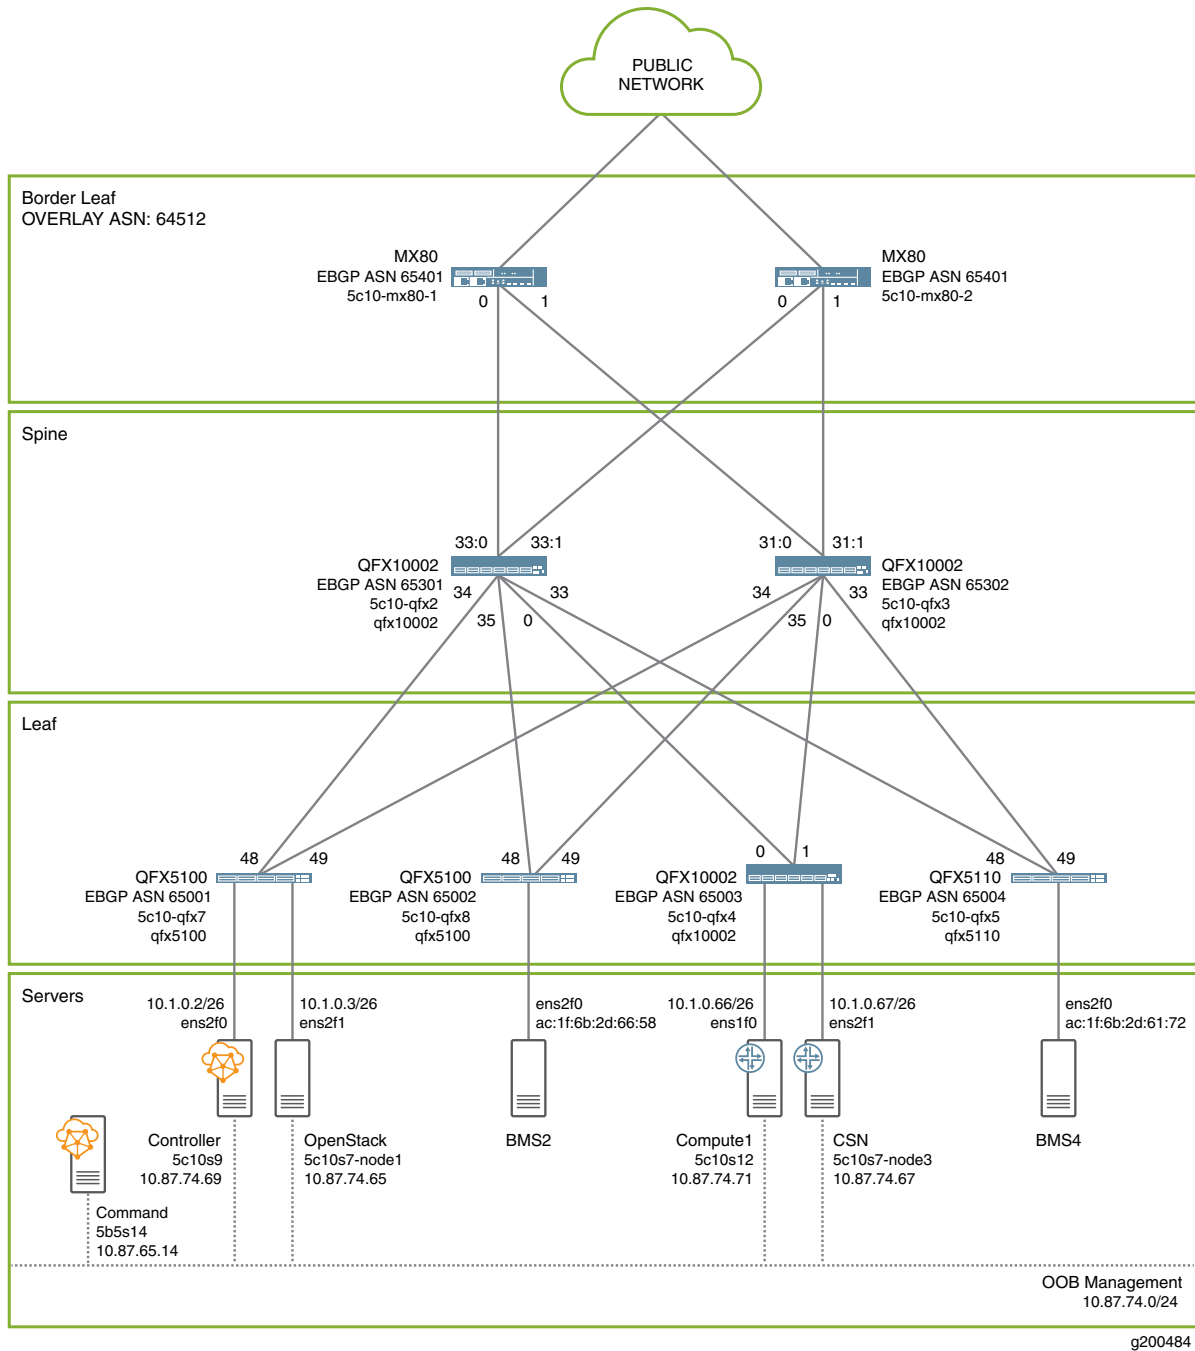 PUBLIC
NETWORK
Border Leaf
OVERLAY ASN: 64512
MX80
EBGP ASN 65401
5c10-mx80-1
0
1
MX80
EBGP ASN 65401
5c10-mx80-2
0
1
Spine
33:0
33:1
QFX10002
EBGP ASN 65301
5c10-qfx2
qfx10002
34
35
0
33
31:0
31:1
QFX10002
EBGP ASN 65302
5c10-qfx3
qfx10002
34
35
0
33
Leaf
48
49
QFX5100
EBGP ASN 65001
5c10-qfx7
qfx5100
48
49
QFX5100
EBGP ASN 65002
5c10-qfx8
qfx5100
0
1
QFX10002
EBGP ASN 65003
5c10-qfx4
qfx10002
48
49
QFX5110
EBGP ASN 65004
5c10-qfx5
qfx5110
Servers
10.1.0.2/26
ens2f0
10.1.0.3/26
ens2f1
ens2f0
ac:1f:6b:2d:66:58
10.1.0.66/26
ens1f0
10.1.0.67/26
ens2f1
ens2f0
ac:1f:6b:2d:61:72
Controller
5c10s9
10.87.74.69
OpenStack
5c10s7-node1
10.87.74.65
BMS2
Compute1
5c10s12
10.87.74.71
CSN
5c10s7-node3
10.87.74.67
BMS4
Command
5b5s14
10.87.65.14
OOB Management
10.87.74.0/24
g200484